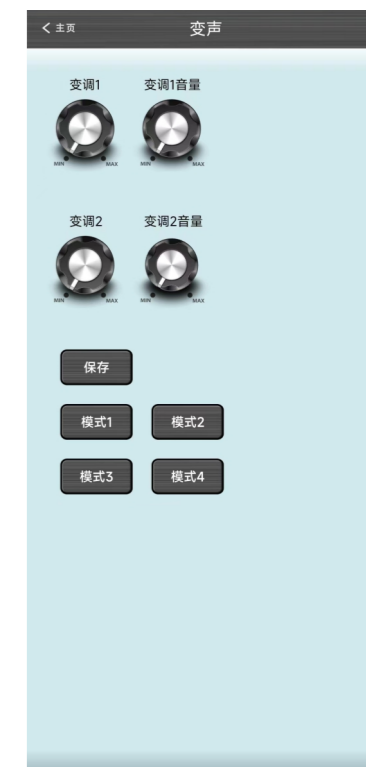 主页 变声
变调1 变调1音量
MIN MAX MIN MAX
变调2 变调2音量
MIN MAX MIN MAX
保存
模式1 模式2
模式3 模式4